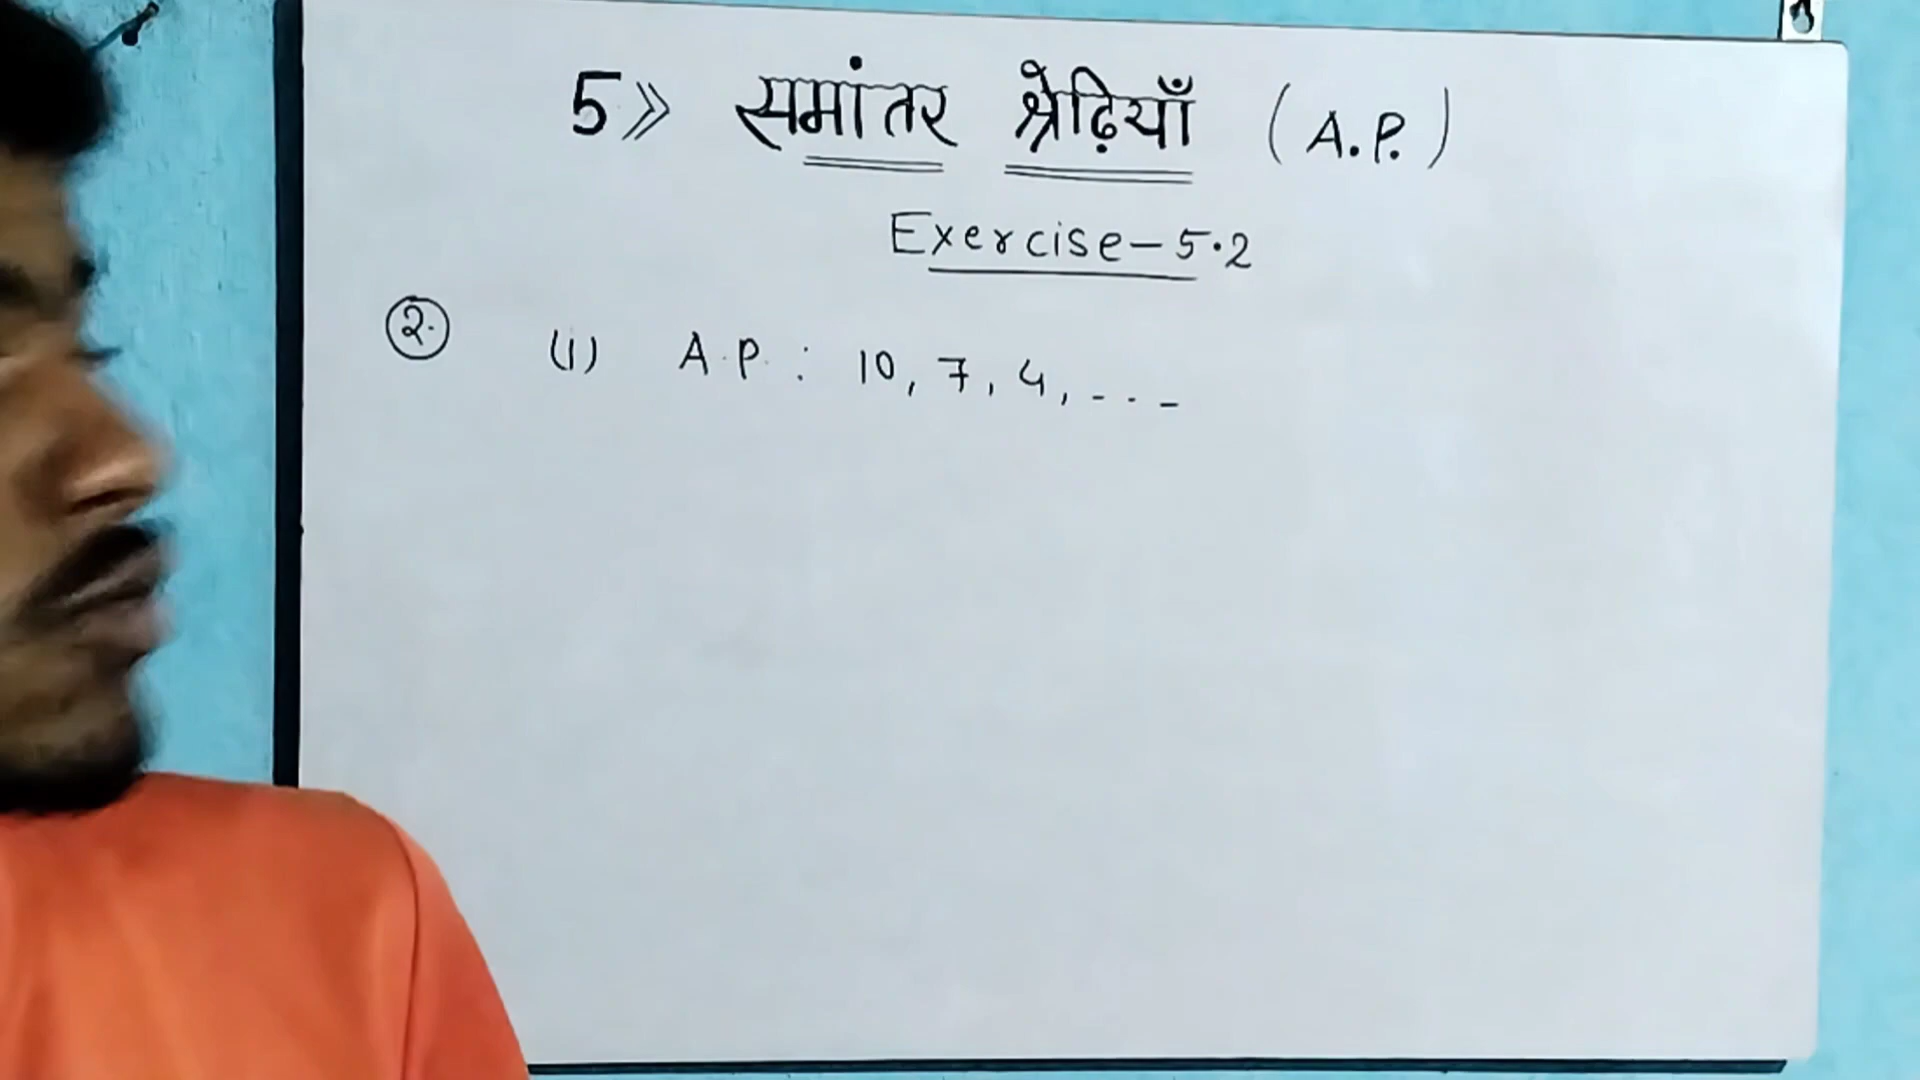 5》 समांतर श्रेढ़ियाँ (A.P.)
Exercise-5.2
2. (i) A.P. : 10, 7, 4, ---